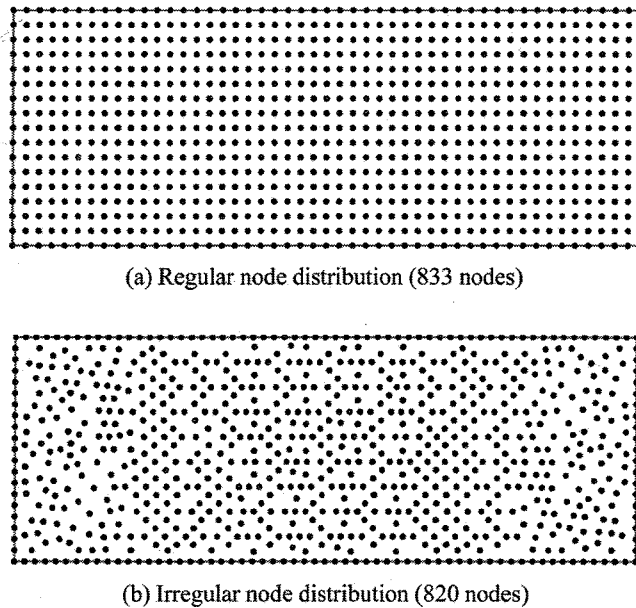 (a) Regular node distribution (833 nodes)
(b) Irregular node distribution (820 nodes)